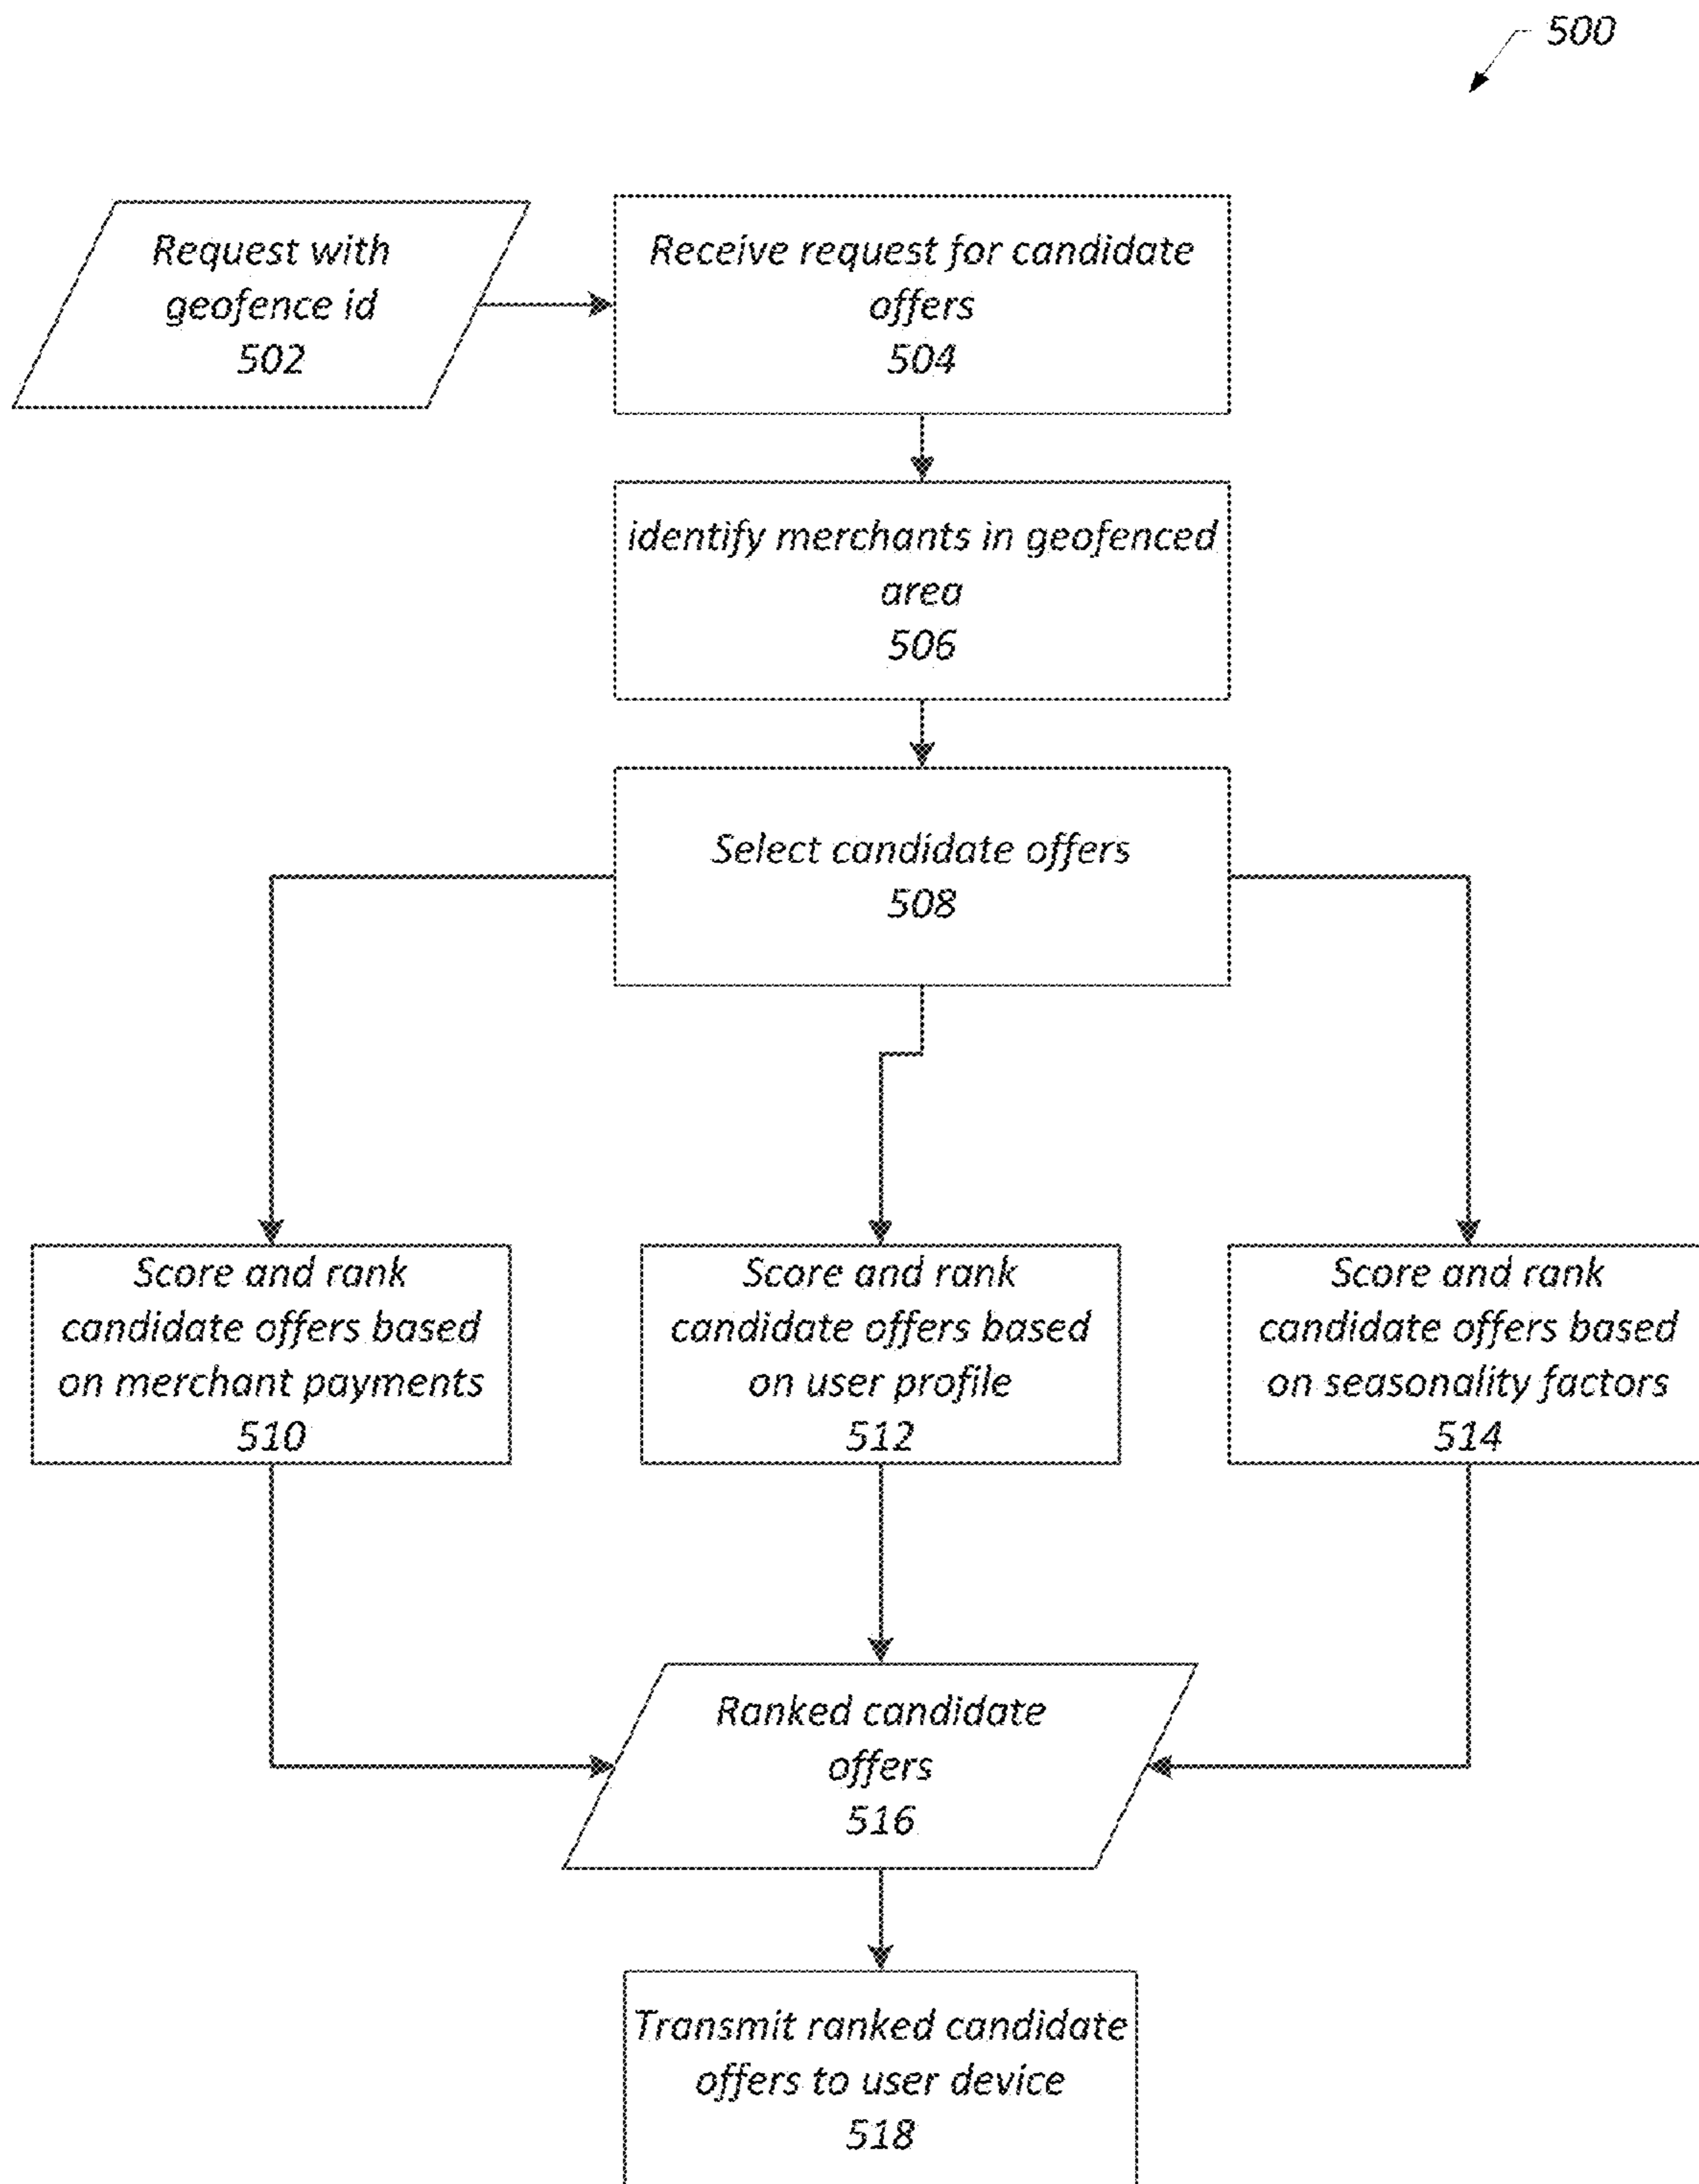 500
Request with
geofence id
502
Receive request for candidate
offers
504
identify merchants in geofenced
area
506
Select candidate offers
508
Score and rank
candidate offers based
on merchant payments
510
Score and rank
candidate offers based
on user profile
512
Score and rank
candidate offers based
on seasonality factors
514
Ranked candidate
offers
516
Transmit ranked candidate
offers to user device
518